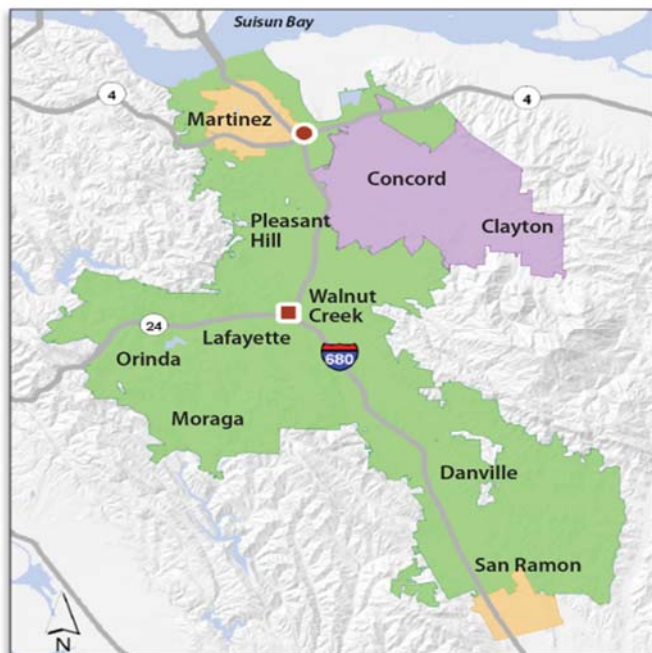 Suisun Bay
4
4
Martinez
Concord
Clayton
Pleasant
Hill
Walnut
Creek
24
Lafayette
680
Orinda
Moraga
Danville
San Ramon
N